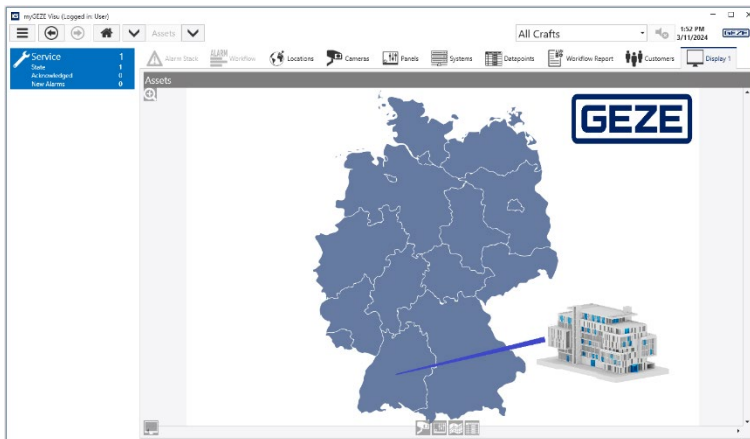 myGEZE Visu (Logged in: User)
Assets
All Crafts
1:52 PM
3/11/2024
GEZE
Service 1
State 1
Acknowledged 0
New Alarms 0
Alarm Stack
ALARM
Workflow
Locations
Cameras
Panels
Systems
Datapoints
Workflow Report
Customers
Display 1
Assets
GEZE